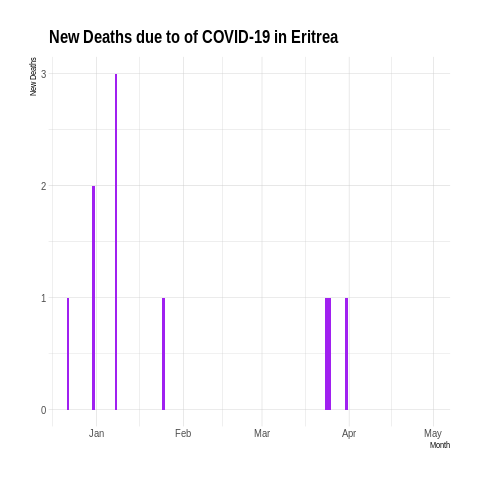 New Deaths due to of COVID-19 in Eritrea
New Deaths
3
2
1
0
Jan Feb Mar Apr May
Month